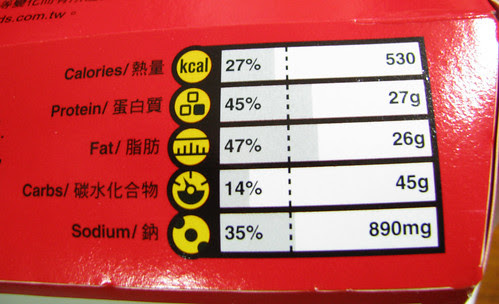 ds.com.tw。
Calories/熱量 kcal 27% 530
Protein/蛋白質 45% 27g
Fat/脂肪 47% 26g
Carbs/碳水化合物 14% 45g
Sodium/鈉 35% 890mg